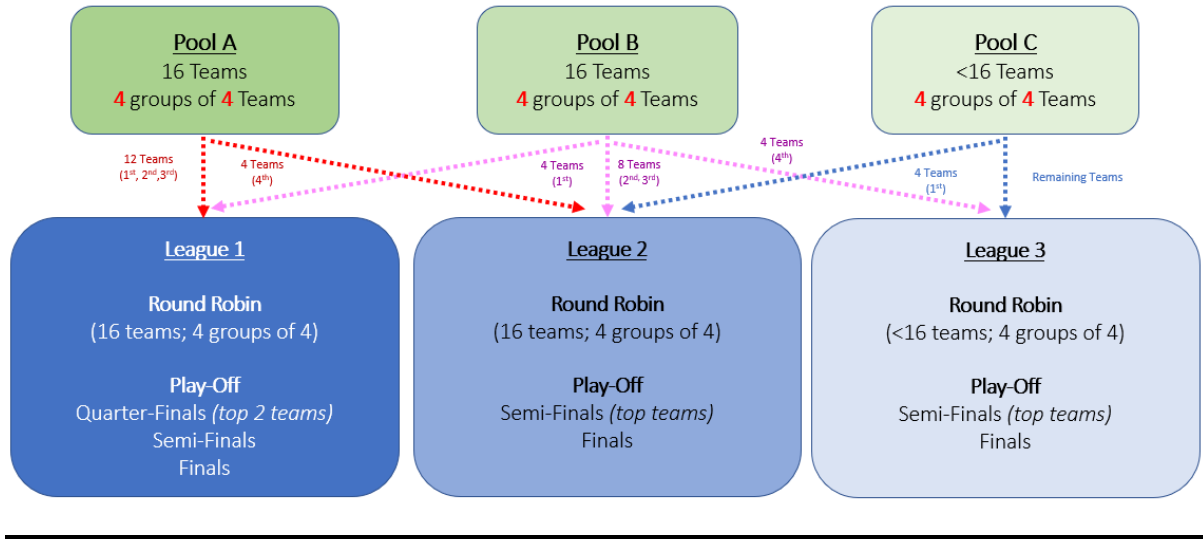 Pool A
16 Teams
4 groups of 4 Teams
Pool B
16 Teams
4 groups of 4 Teams
Pool C
<16 Teams
4 groups of 4 Teams
12 Teams
(1st, 2nd,3rd)
4 Teams
(4th)
4 Teams
(1st)
8 Teams
(2nd, 3rd)
4 Teams
(4th)
4 Teams
(1st)
Remaining Teams
League 1
Round Robin
(16 teams; 4 groups of 4)
Play-Off
Quarter-Finals (top 2 teams)
Semi-Finals
Finals
League 2
Round Robin
(16 teams; 4 groups of 4)
Play-Off
Semi-Finals (top teams)
Finals
League 3
Round Robin
(<16 teams; 4 groups of 4)
Play-Off
Semi-Finals (top teams)
Finals